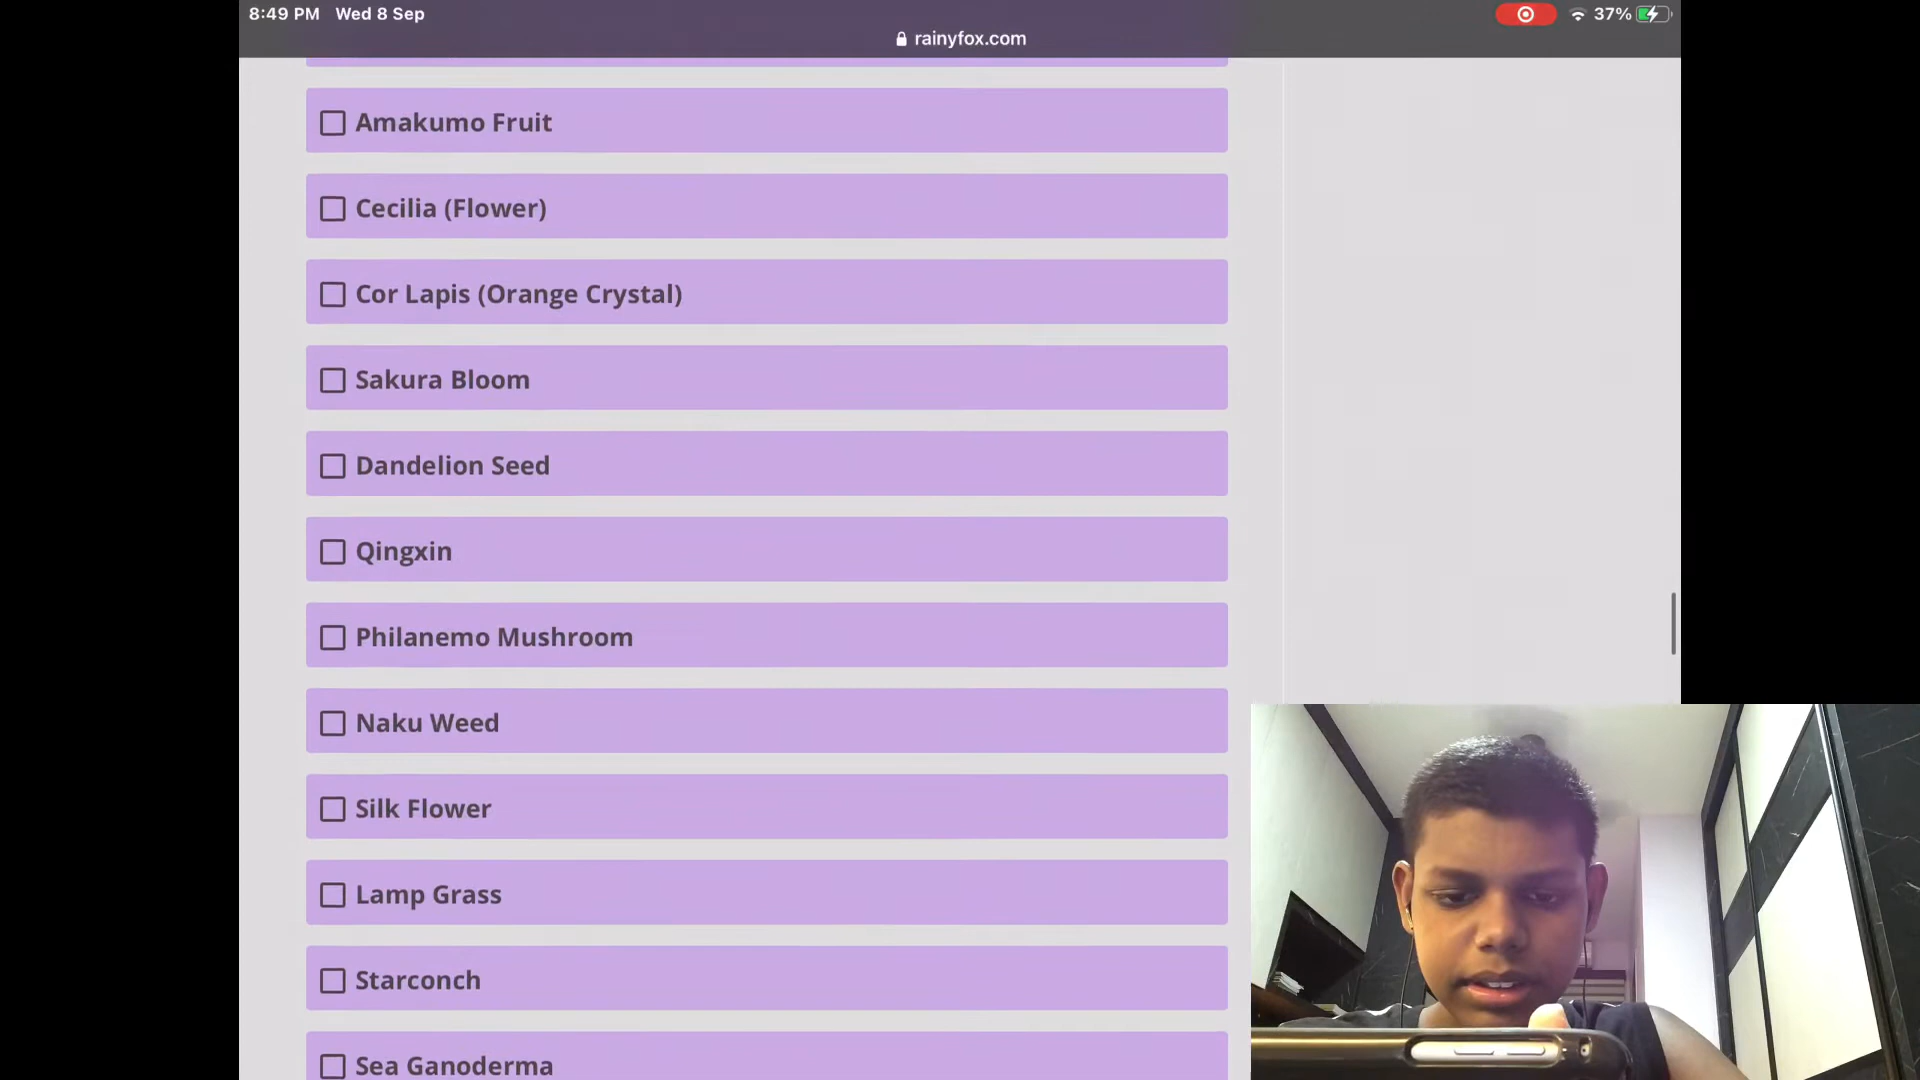 8:49 PM Wed 8 Sep
37%
rainyfox.com
Amakumo Fruit
Cecilia (Flower)
Cor Lapis (Orange Crystal)
Sakura Bloom
Dandelion Seed
Qingxin
Philanemo Mushroom
Naku Weed
Silk Flower
Lamp Grass
Starconch
Sea Ganoderma